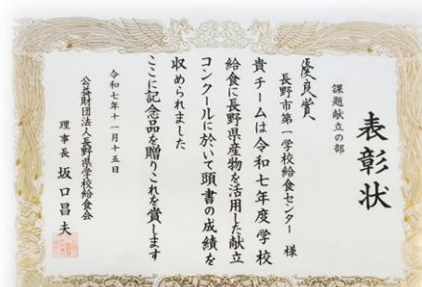 表彰状
課題献立の部
優良賞
長野市第一学校給食センター 様
貴チームは令和七年度学校
給食に長野県産物を活用した献立
コンクールに於いて頭書の成績を
収められました
ここに記念品を贈りこれを賞します
令和七年十一月十五日
公益財団法人長野県学校給食会
理事長 坂口昌夫